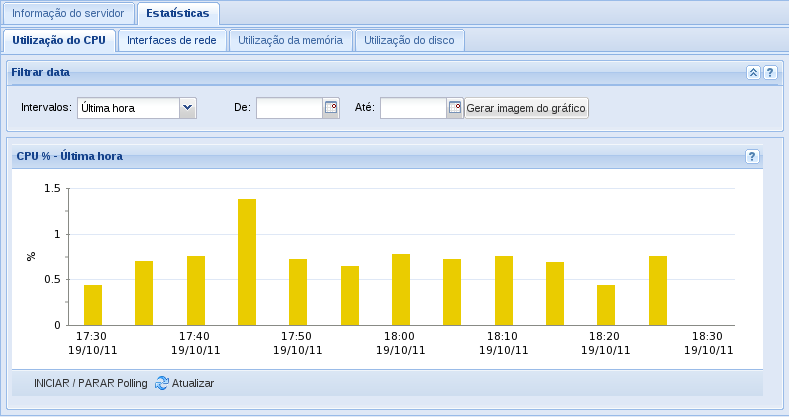 Informação do servidor Estatísticas
Utilização do CPU Interfaces de rede Utilização da memória Utilização do disco
Filtrar data
Intervalos: Última hora De: Até: Gerar imagem do gráfico
CPU % - Última hora
1.5
1
%
0.5
0
17:30 17:40 17:50 18:00 18:10 18:20 18:30
19/10/11 19/10/11 19/10/11 19/10/11 19/10/11 19/10/11 19/10/11
INICIAR / PARAR Polling Atualizar